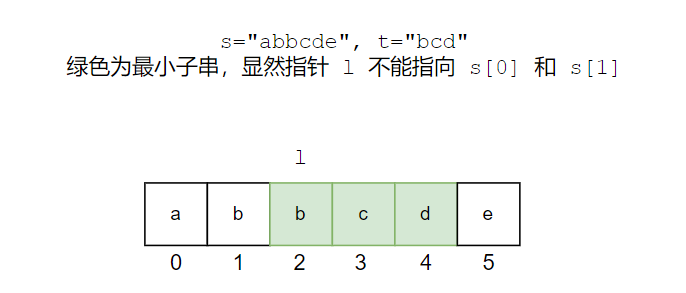 s="abbcde", t="bcd"
绿色为最小子串，显然指针 l 不能指向 s[0] 和 s[1]
l
a b b c d e
0 1 2 3 4 5